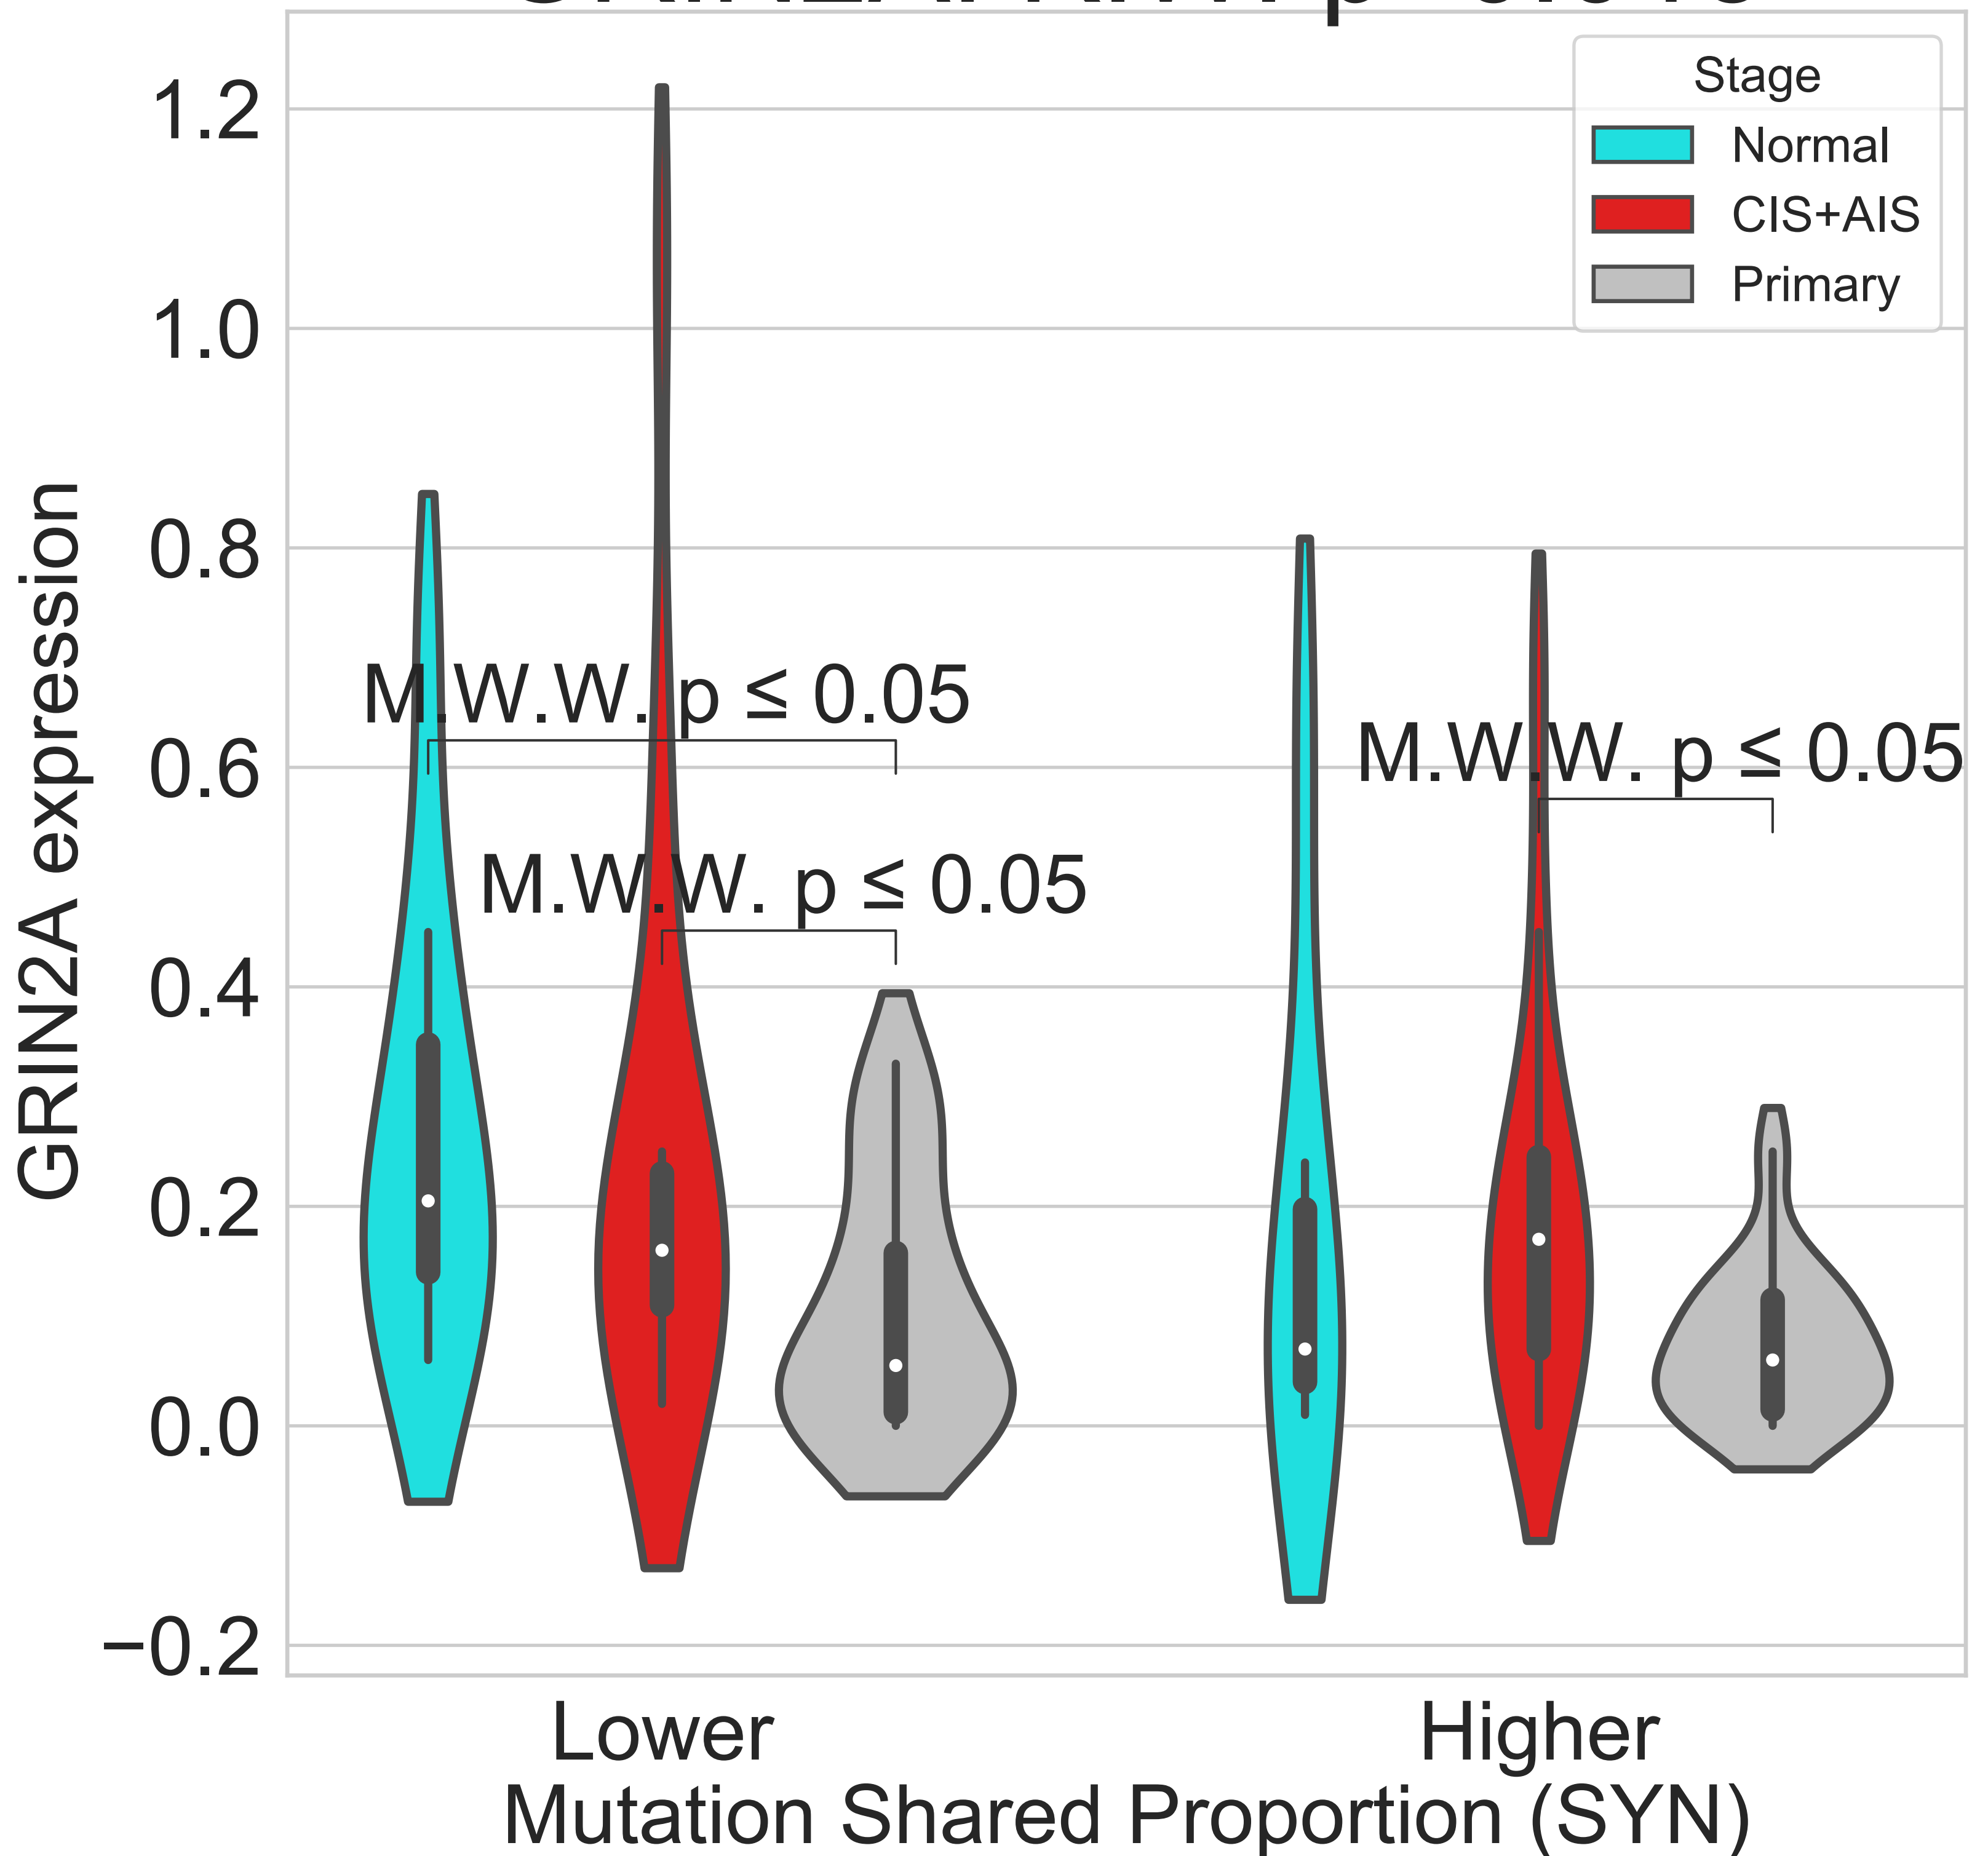 Stage
Normal
CIS+AIS
Primary
1.2
1.0
0.8
0.6
0.4
0.2
0.0
−0.2
GRIN2A expression
M.W.W. p ≤ 0.05
M.W.W. p ≤ 0.05
M.W.W. p ≤ 0.05
Lower
Higher
Mutation Shared Proportion (SYN)